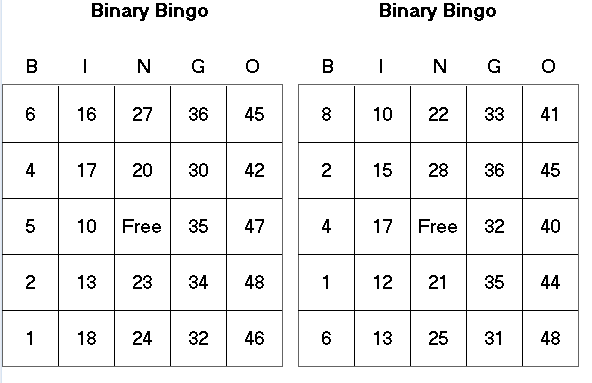 Binary Bingo
B I N G O
6 16 27 36 45
4 17 20 30 42
5 10 Free 35 47
2 13 23 34 48
1 18 24 32 46
Binary Bingo
B I N G O
8 10 22 33 41
2 15 28 36 45
4 17 Free 32 40
1 12 21 35 44
6 13 25 31 48